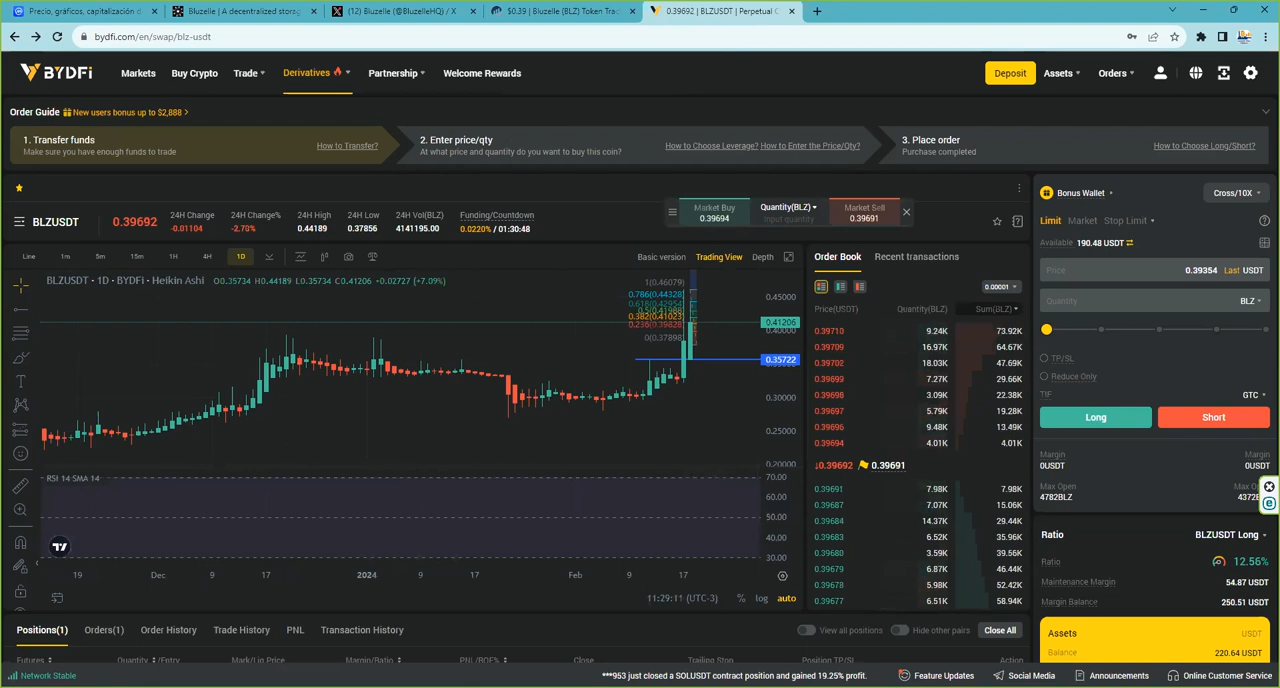 Precio, gráficos, capitalización d
Bluzelle | A decentralized storag
(12) Bluzelle (@BluzelleHQ) / X
$0.39 | Bluzelle (BLZ) Token Trac
0.39692 | BLZUSDT | Perpetual C
bydfi.com/en/swap/blz-usdt
BYDFi
Markets
Buy Crypto
Trade
Derivatives
Partnership
Welcome Rewards
Deposit
Assets
Orders
Order Guide
New users bonus up to $2,888 >
1. Transfer funds
Make sure you have enough funds to trade
How to Transfer?
2. Enter price/qty
At what price and quantity do you want to buy this coin?
How to Choose Leverage? How to Enter the Price/Qty?
3. Place order
Purchase completed
How to Choose Long/Short?
BLZUSDT
0.39692
24H Change
-0.01104
24H Change%
-2.70%
24H High
0.44189
24H Low
0.37856
24H Vol(BLZ)
4141195.00
Funding/Countdown
0.0220% / 01:30:48
Market Buy
0.39694
Quantity(BLZ)
Input quantity
Market Sell
0.39691
Line
1m
5m
15m
1H
4H
1D
Basic version
Trading View
Depth
BLZUSDT · 1D · BYDFi · Heikin Ashi
O0.35734 H0.44189 L0.35734 C0.41206 +0.02727 (+7.09%)
1(0.46079)
0.786(0.44328)
0.618(0.42954)
0.5(0.41988)
0.382(0.41023)
0.236(0.39828)
0(0.37898)
0.45000
0.41206
0.40000
0.35722
0.30000
0.25000
0.20000
RSI 14 SMA 14
70.00
60.00
50.00
40.00
30.00
19
Dec
9
17
2024
9
17
Feb
9
17
11:29:11 (UTC-3)
%
log
auto
Order Book
Recent transactions
0.00001
Price(USDT)
Quantity(BLZ)
Sum(BLZ)
0.39710 9.24K 73.92K
0.39709 16.97K 64.67K
0.39702 18.03K 47.69K
0.39699 7.27K 29.66K
0.39698 3.09K 22.38K
0.39697 5.79K 19.28K
0.39696 9.48K 13.49K
0.39694 4.01K 4.01K
↓0.39692 0.39691
0.39691 7.98K 7.98K
0.39687 7.07K 15.06K
0.39684 14.37K 29.44K
0.39683 6.52K 35.96K
0.39680 3.59K 39.56K
0.39679 6.87K 46.44K
0.39678 5.98K 52.42K
0.39677 6.51K 58.94K
Bonus Wallet
Cross/10X
Limit
Market
Stop Limit
Available 190.48 USDT
Price
0.39354 Last USDT
Quantity
BLZ
TP/SL
Reduce Only
TIF
GTC
Long
Short
Margin
0USDT
Margin
0USDT
Max Open
4782BLZ
Max Op
4372B
Ratio
BLZUSDT Long
Ratio
12.56%
Maintenance Margin
54.87 USDT
Margin Balance
250.51 USDT
Assets
USDT
Balance
220.64 USDT
Positions(1)
Orders(1)
Order History
Trade History
PNL
Transaction History
View all positions
Hide other pairs
Close All
Futures
Quantity
/Entry
Mark/Liq Price
Margin/Ratio
PNL/ROE%
Close
Trailing Stop
Position TP/SL
Action
Network Stable
***953 just closed a SOLUSDT contract position and gained 19.25% profit.
Feature Updates
Social Media
Announcements
Online Customer Service